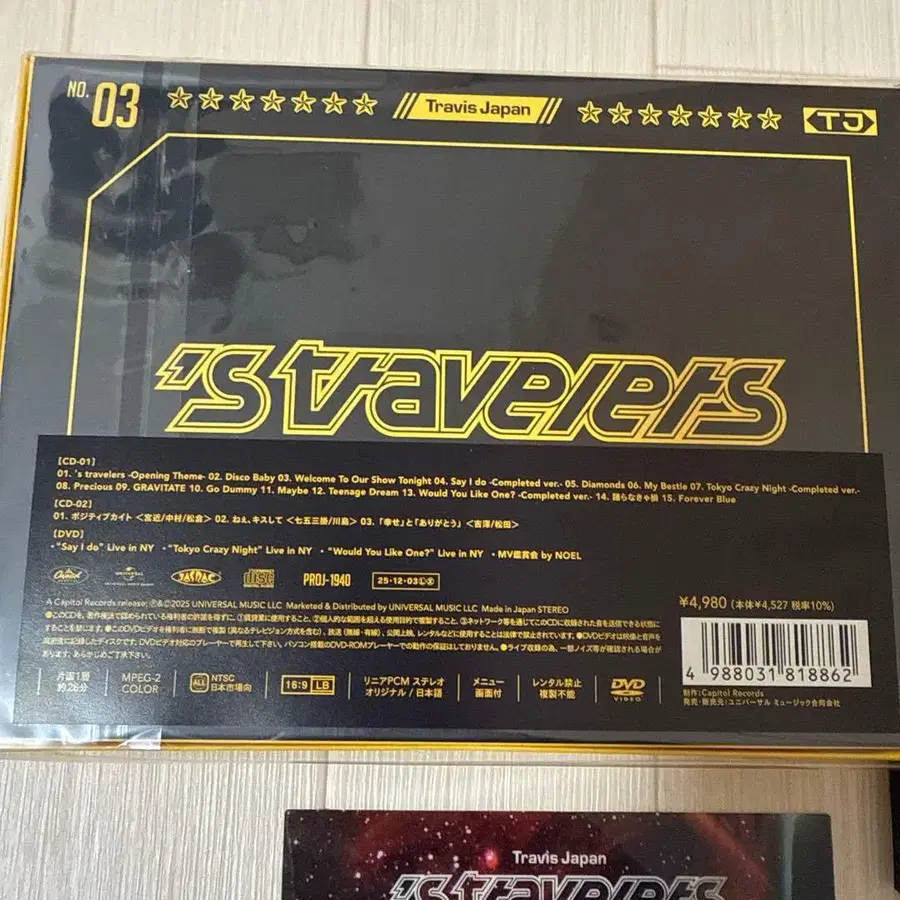 NO. 03
Travis Japan
TJ
's travelers
[CD-01]
01. 's travelers -Opening Theme- 02. Disco Baby 03. Welcome To Our Show Tonight 04. Say I do -Completed ver.- 05. Diamonds 06. My Bestie 07. Tokyo Crazy Night -Completed ver.-
08. Precious 09. GRAVITATE 10. Go Dummy 11. Maybe 12. Teenage Dream 13. Would You Like One? -Completed ver.- 14. 踊らなきゃ損 15. Forever Blue
[CD-02]
01. ポジティブカイト <宮近/中村/松倉> 02. ねぇ、キスして <七五三掛/川島> 03. 「幸せ」と「ありがとう」<吉澤/松田>
[DVD]
・"Say I do" Live in NY ・"Tokyo Crazy Night" Live in NY ・"Would You Like One?" Live in NY ・MV鑑賞会 by NOEL
Capitol
UNIVERSAL
JASRAC
disc
PROJ-1940
25・12・03
A Capitol Records release; ℗&©2025 UNIVERSAL MUSIC LLC Marketed & Distributed by UNIVERSAL MUSIC LLC Made in Japan STEREO
¥4,980 (本体¥4,527 税率10%)
4 988031 818862
制作:Capitol Records
発売・販売元:ユニバーサル ミュージック合同会社
片面1層
約28分
MPEG-2
COLOR
ALL
NTSC
日本市場向
16:9 LB
リニアPCM ステレオ
オリジナル / 日本語
メニュー
画面付
レンタル禁止
複製不能
DVD
VIDEO
Travis Japan
's travelers